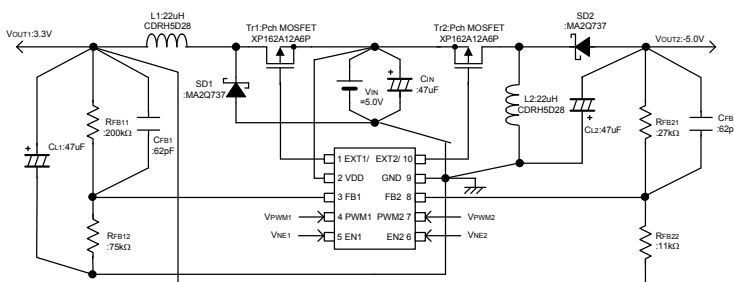 L1:22uH
CDRH5D28
Tr1:Pch MOSFET
XP162A12A6P
Tr2:Pch MOSFET
XP162A12A6P
SD2
:MA2Q737
VOUT1:3.3V
VOUT2:-5.0V
SD1
:MA2Q737
VIN
=5.0V
CIN
:47uF
L2:22uH
CDRH5D28
RFB11
:200kΩ
CFB1
:62pF
CL1:47uF
CL2:47uF
RFB21
:27kΩ
CFB
:62p
1 EXT1/
EXT2/ 10
2 VDD
GND 9
3 FB1
FB2 8
VPWM1
4 PWM1
PWM2 7
VPWM2
VNE1
5 EN1
EN2 6
VNE2
RFB12
:75kΩ
RFB22
:11kΩ